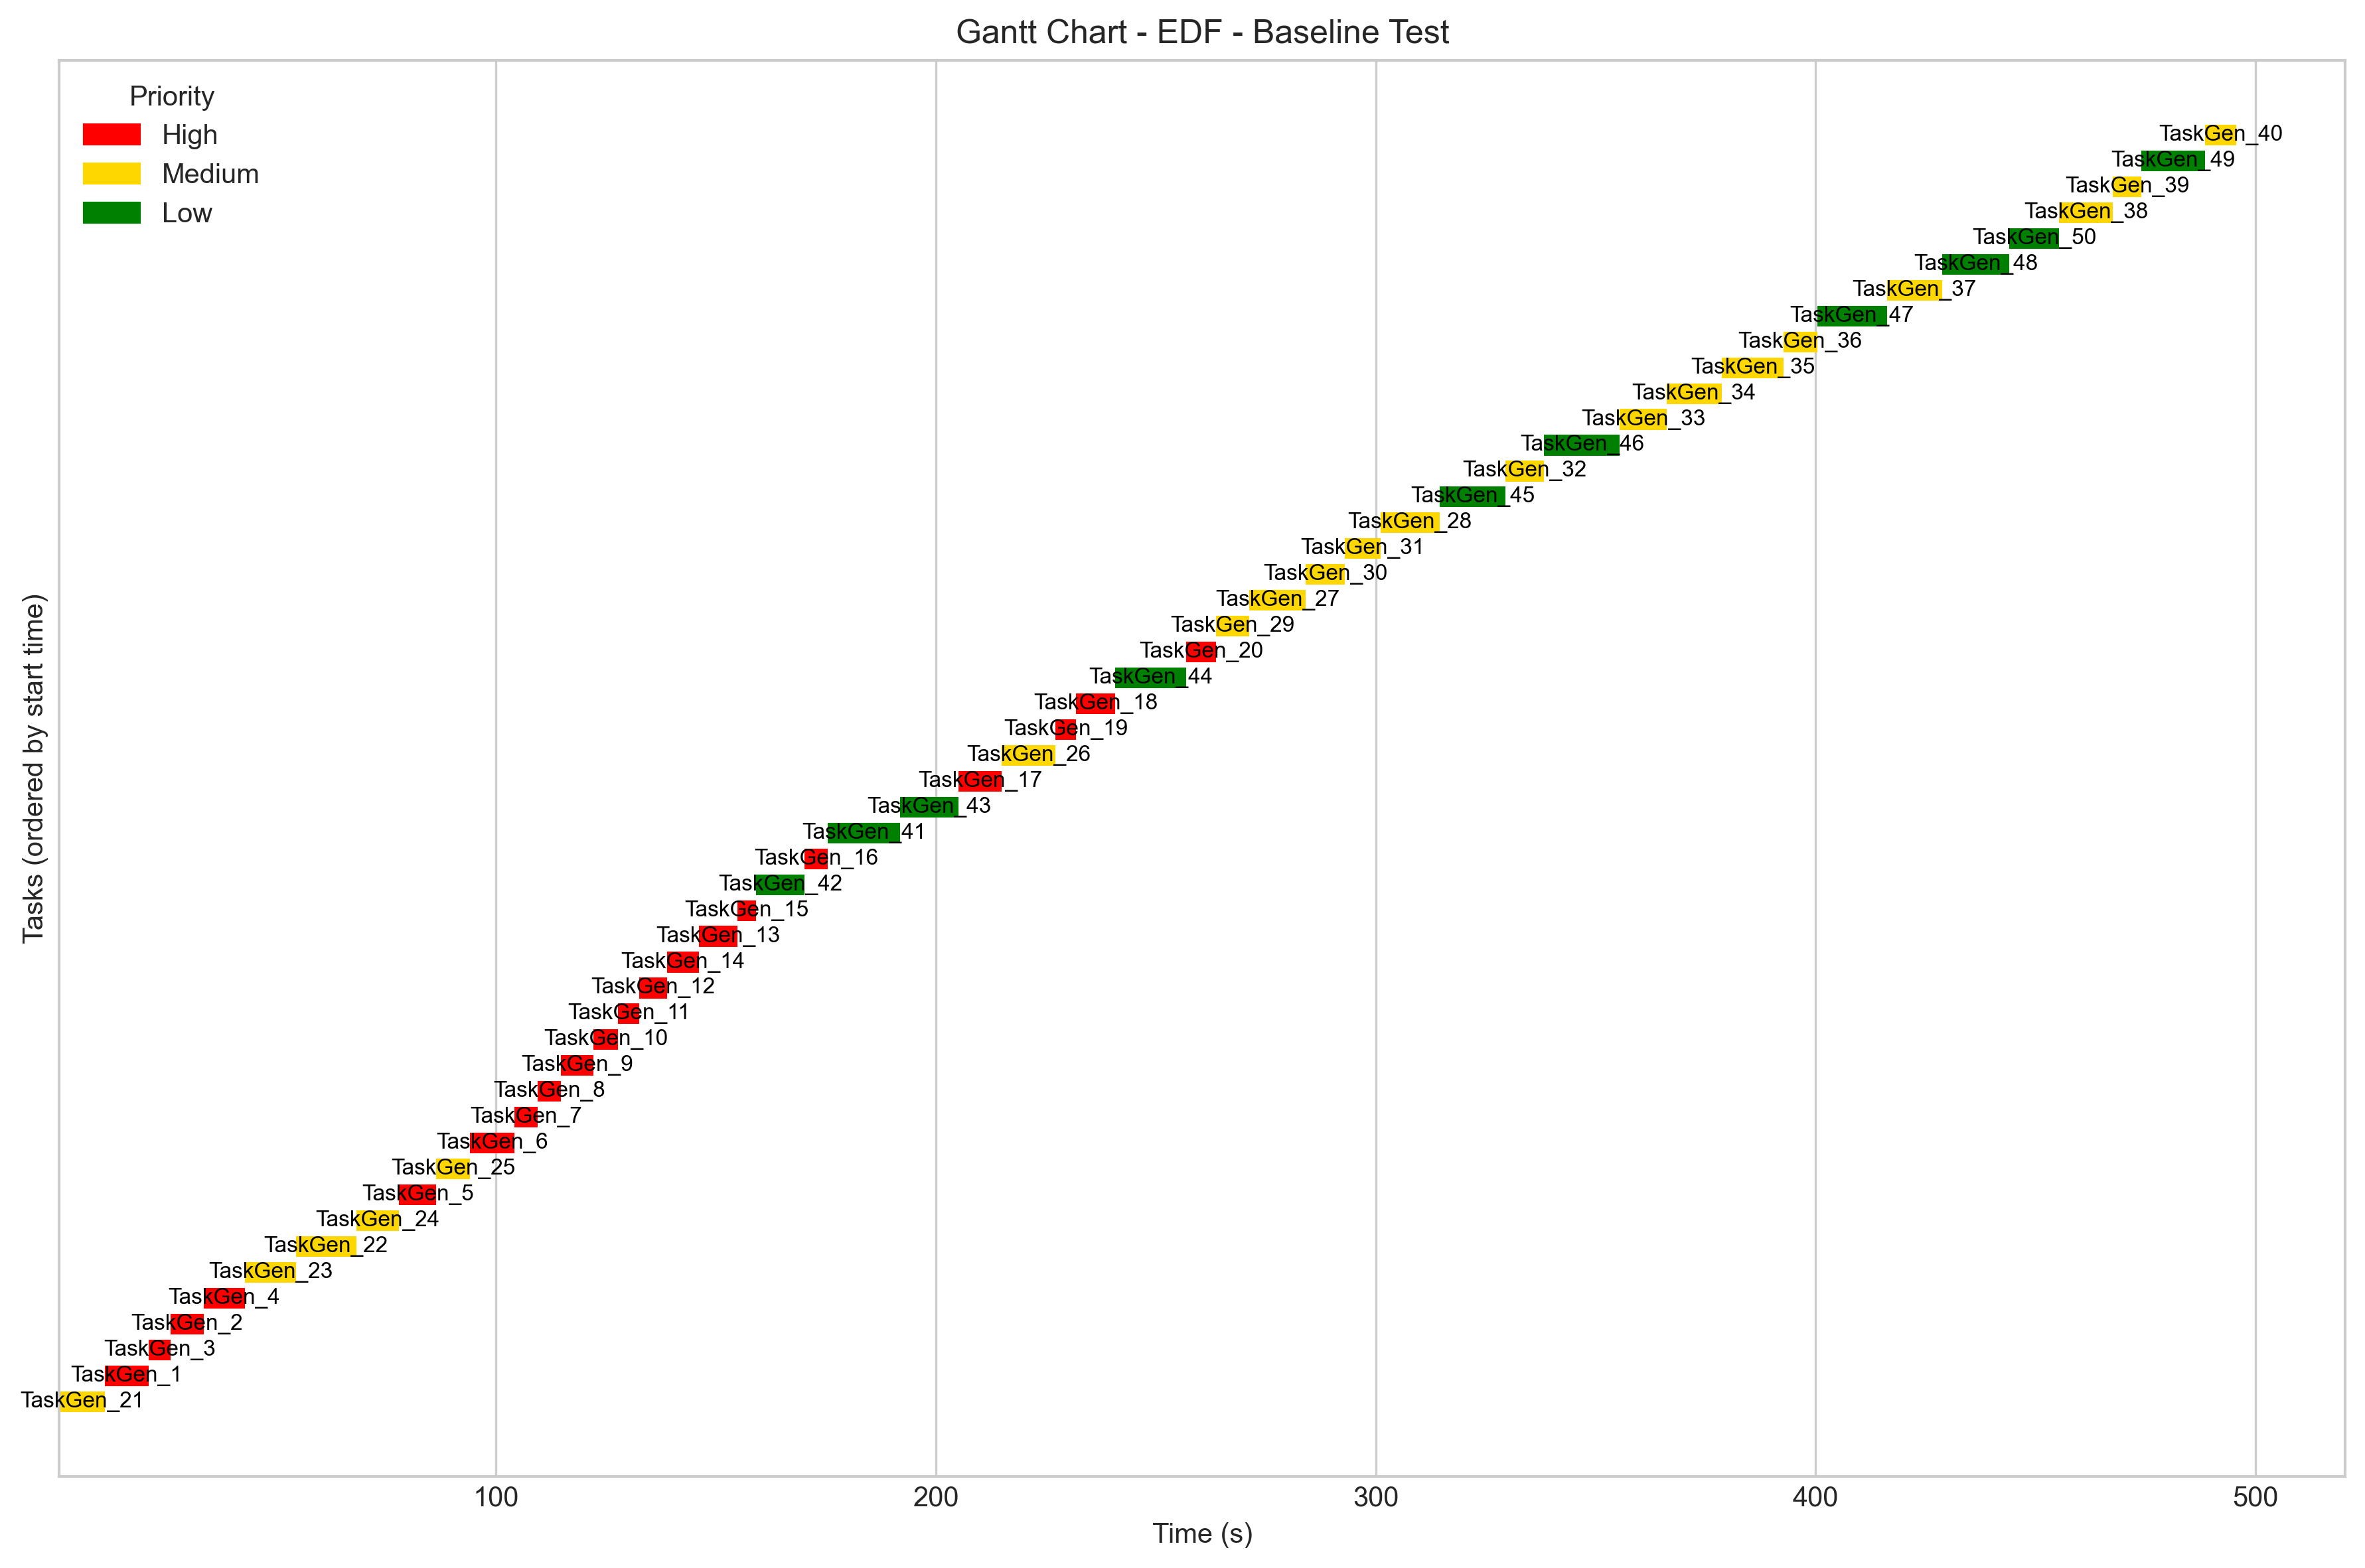 Gantt Chart - EDF - Baseline Test
Priority
High
Medium
Low
TaskGen_40
TaskGen_49
TaskGen_39
TaskGen_38
TaskGen_50
TaskGen_48
TaskGen_37
TaskGen_47
TaskGen_36
TaskGen_35
TaskGen_34
TaskGen_33
TaskGen_46
TaskGen_32
TaskGen_45
TaskGen_28
TaskGen_31
TaskGen_30
TaskGen_27
TaskGen_29
TaskGen_20
TaskGen_44
TaskGen_18
TaskGen_19
TaskGen_26
TaskGen_17
TaskGen_43
TaskGen_41
TaskGen_16
TaskGen_42
TaskGen_15
TaskGen_13
TaskGen_14
TaskGen_12
TaskGen_11
TaskGen_10
TaskGen_9
TaskGen_8
TaskGen_7
TaskGen_6
TaskGen_25
TaskGen_5
TaskGen_24
TaskGen_22
TaskGen_23
TaskGen_4
TaskGen_2
TaskGen_3
TaskGen_1
TaskGen_21
Tasks (ordered by start time)
100 200 300 400 500
Time (s)